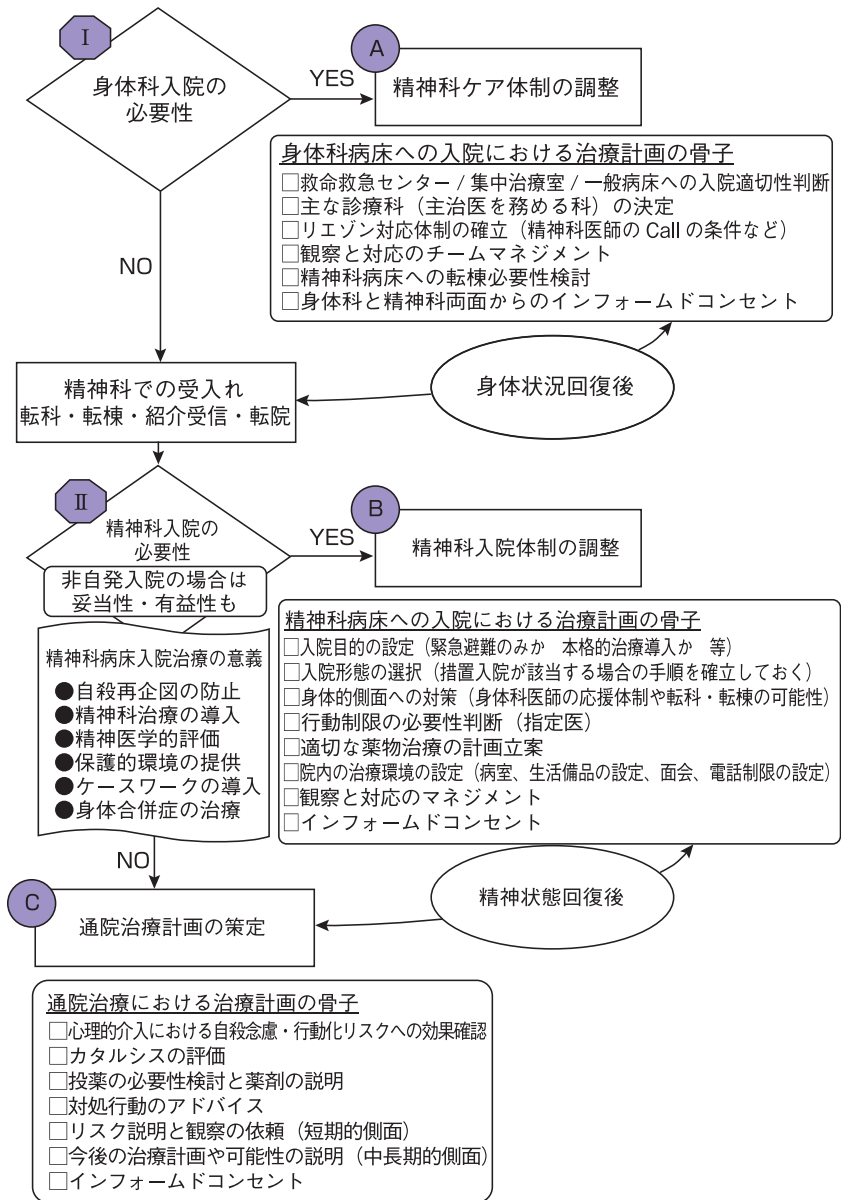 Ⅰ
身体科入院の
必要性
YES
A
精神科ケア体制の調整
身体科病床への入院における治療計画の骨子
□救命救急センター / 集中治療室 / 一般病床への入院適切性判断
□主な診療科（主治医を務める科）の決定
□リエゾン対応体制の確立（精神科医師の Call の条件など）
□観察と対応のチームマネジメント
□精神科病床への転棟必要性検討
□身体科と精神科両面からのインフォームドコンセント
NO
身体状況回復後
精神科での受入れ
転科・転棟・紹介受信・転院
Ⅱ
精神科入院の
必要性
非自発入院の場合は
妥当性・有益性も
YES
B
精神科入院体制の調整
精神科病床入院治療の意義
●自殺再企図の防止
●精神科治療の導入
●精神医学的評価
●保護的環境の提供
●ケースワークの導入
●身体合併症の治療
精神科病床への入院における治療計画の骨子
□入院目的の設定（緊急避難のみか　本格的治療導入か　等）
□入院形態の選択（措置入院が該当する場合の手順を確立しておく）
□身体的側面への対策（身体科医師の応援体制や転科・転棟の可能性）
□行動制限の必要性判断（指定医）
□適切な薬物治療の計画立案
□院内の治療環境の設定（病室、生活備品の設定、面会、電話制限の設定）
□観察と対応のマネジメント
□インフォームドコンセント
NO
精神状態回復後
C
通院治療計画の策定
通院治療における治療計画の骨子
□心理的介入における自殺念慮・行動化リスクへの効果確認
□カタルシスの評価
□投薬の必要性検討と薬剤の説明
□対処行動のアドバイス
□リスク説明と観察の依頼（短期的側面）
□今後の治療計画や可能性の説明（中長期的側面）
□インフォームドコンセント